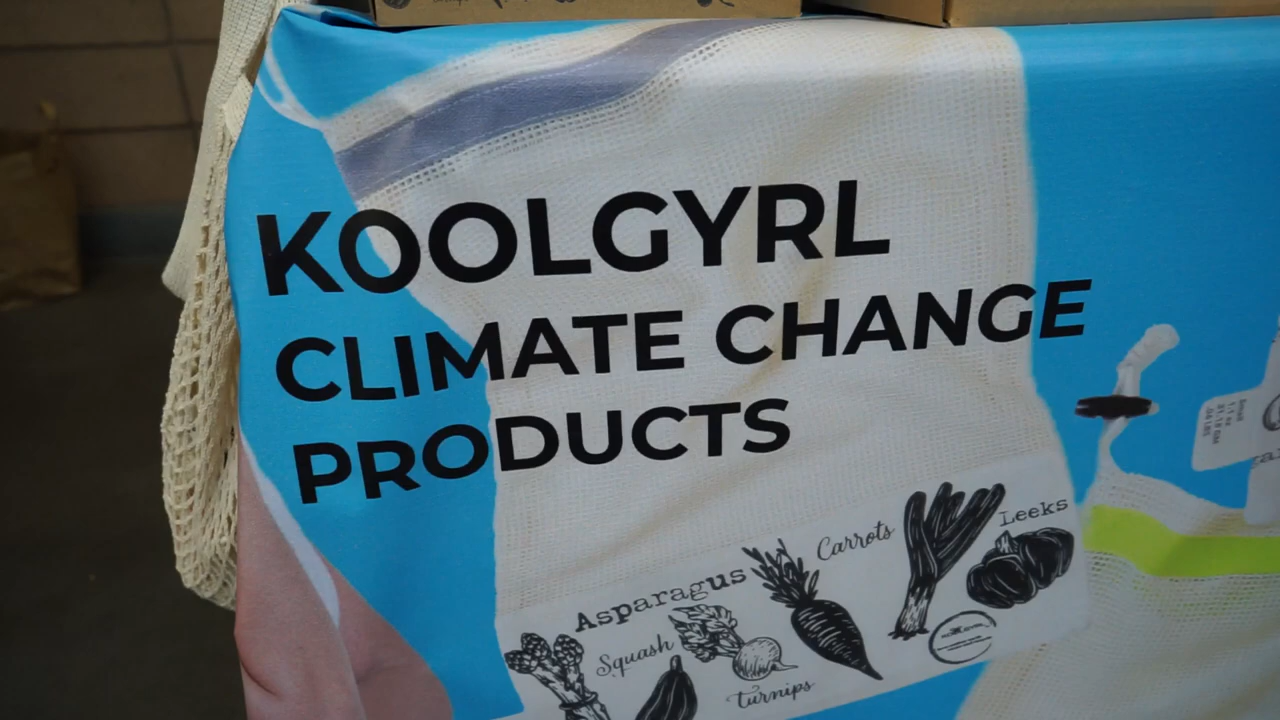 KOOLGYRL
CLIMATE CHANGE
PRODUCTS
Leeks
Carrots
Asparagus
Squash
turnips